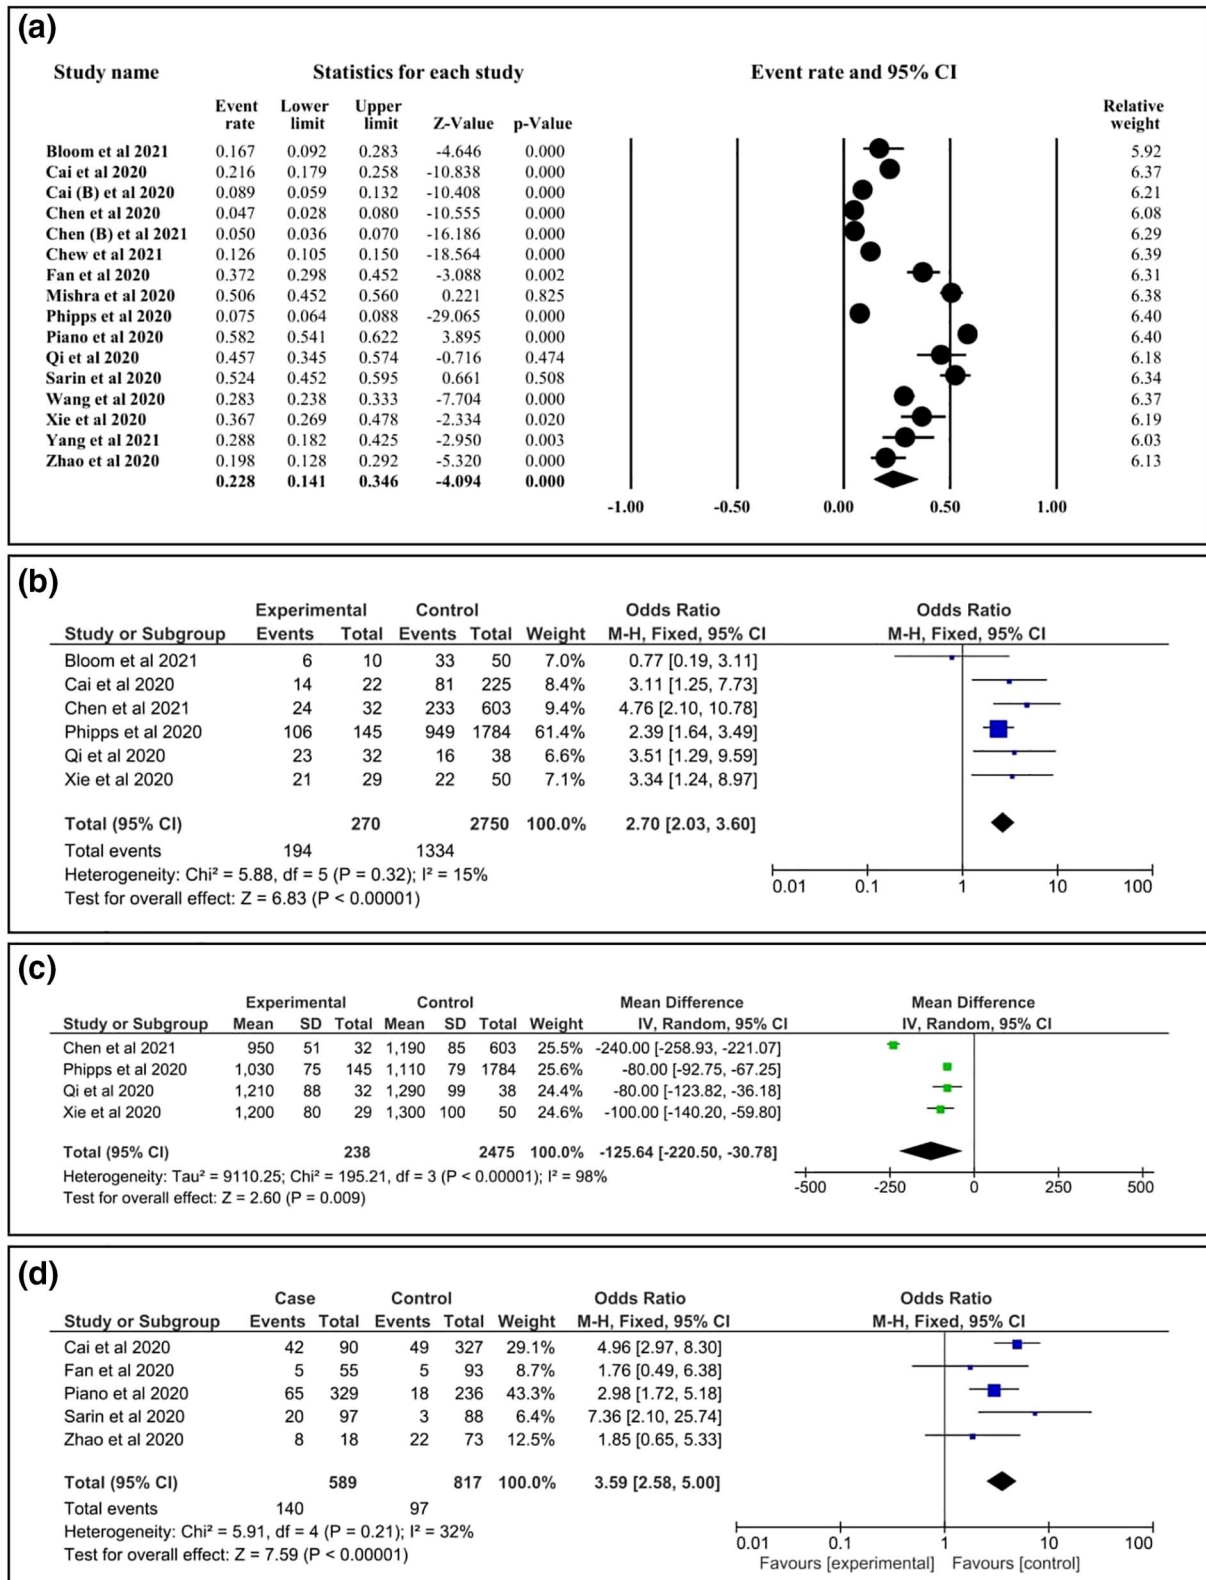 (a)
Study name Statistics for each study Event rate and 95% CI
Event Lower Upper Relative
rate limit limit Z-Value p-Value weight
Bloom et al 2021 0.167 0.092 0.283 -4.646 0.000 5.92
Cai et al 2020 0.216 0.179 0.258 -10.838 0.000 6.37
Cai (B) et al 2020 0.089 0.059 0.132 -10.408 0.000 6.21
Chen et al 2020 0.047 0.028 0.080 -10.555 0.000 6.08
Chen (B) et al 2021 0.050 0.036 0.070 -16.186 0.000 6.29
Chew et al 2021 0.126 0.105 0.150 -18.564 0.000 6.39
Fan et al 2020 0.372 0.298 0.452 -3.088 0.002 6.31
Mishra et al 2020 0.506 0.452 0.560 0.221 0.825 6.38
Phipps et al 2020 0.075 0.064 0.088 -29.065 0.000 6.40
Piano et al 2020 0.582 0.541 0.622 3.895 0.000 6.40
Qi et al 2020 0.457 0.345 0.574 -0.716 0.474 6.18
Sarin et al 2020 0.524 0.452 0.595 0.661 0.508 6.34
Wang et al 2020 0.283 0.238 0.333 -7.704 0.000 6.37
Xie et al 2020 0.367 0.269 0.478 -2.334 0.020 6.19
Yang et al 2021 0.288 0.182 0.425 -2.950 0.003 6.03
Zhao et al 2020 0.198 0.128 0.292 -5.320 0.000 6.13
0.228 0.141 0.346 -4.094 0.000
-1.00 -0.50 0.00 0.50 1.00
(b)
Experimental Control Odds Ratio Odds Ratio
Study or Subgroup Events Total Events Total Weight M-H, Fixed, 95% CI M-H, Fixed, 95% CI
Bloom et al 2021 6 10 33 50 7.0% 0.77 [0.19, 3.11]
Cai et al 2020 14 22 81 225 8.4% 3.11 [1.25, 7.73]
Chen et al 2021 24 32 233 603 9.4% 4.76 [2.10, 10.78]
Phipps et al 2020 106 145 949 1784 61.4% 2.39 [1.64, 3.49]
Qi et al 2020 23 32 16 38 6.6% 3.51 [1.29, 9.59]
Xie et al 2020 21 29 22 50 7.1% 3.34 [1.24, 8.97]
Total (95% CI) 270 2750 100.0% 2.70 [2.03, 3.60]
Total events 194 1334
Heterogeneity: Chi² = 5.88, df = 5 (P = 0.32); I² = 15%
Test for overall effect: Z = 6.83 (P < 0.00001)
0.01 0.1 1 10 100
(c)
Experimental Control Mean Difference Mean Difference
Study or Subgroup Mean SD Total Mean SD Total Weight IV, Random, 95% CI IV, Random, 95% CI
Chen et al 2021 950 51 32 1,190 85 603 25.5% -240.00 [-258.93, -221.07]
Phipps et al 2020 1,030 75 145 1,110 79 1784 25.6% -80.00 [-92.75, -67.25]
Qi et al 2020 1,210 88 32 1,290 99 38 24.4% -80.00 [-123.82, -36.18]
Xie et al 2020 1,200 80 29 1,300 100 50 24.6% -100.00 [-140.20, -59.80]
Total (95% CI) 238 2475 100.0% -125.64 [-220.50, -30.78]
Heterogeneity: Tau² = 9110.25; Chi² = 195.21, df = 3 (P < 0.00001); I² = 98%
Test for overall effect: Z = 2.60 (P = 0.009)
-500 -250 0 250 500
(d)
Case Control Odds Ratio Odds Ratio
Study or Subgroup Events Total Events Total Weight M-H, Fixed, 95% CI M-H, Fixed, 95% CI
Cai et al 2020 42 90 49 327 29.1% 4.96 [2.97, 8.30]
Fan et al 2020 5 55 5 93 8.7% 1.76 [0.49, 6.38]
Piano et al 2020 65 329 18 236 43.3% 2.98 [1.72, 5.18]
Sarin et al 2020 20 97 3 88 6.4% 7.36 [2.10, 25.74]
Zhao et al 2020 8 18 22 73 12.5% 1.85 [0.65, 5.33]
Total (95% CI) 589 817 100.0% 3.59 [2.58, 5.00]
Total events 140 97
Heterogeneity: Chi² = 5.91, df = 4 (P = 0.21); I² = 32%
Test for overall effect: Z = 7.59 (P < 0.00001)
0.01 0.1 1 10 100
Favours [experimental] Favours [control]